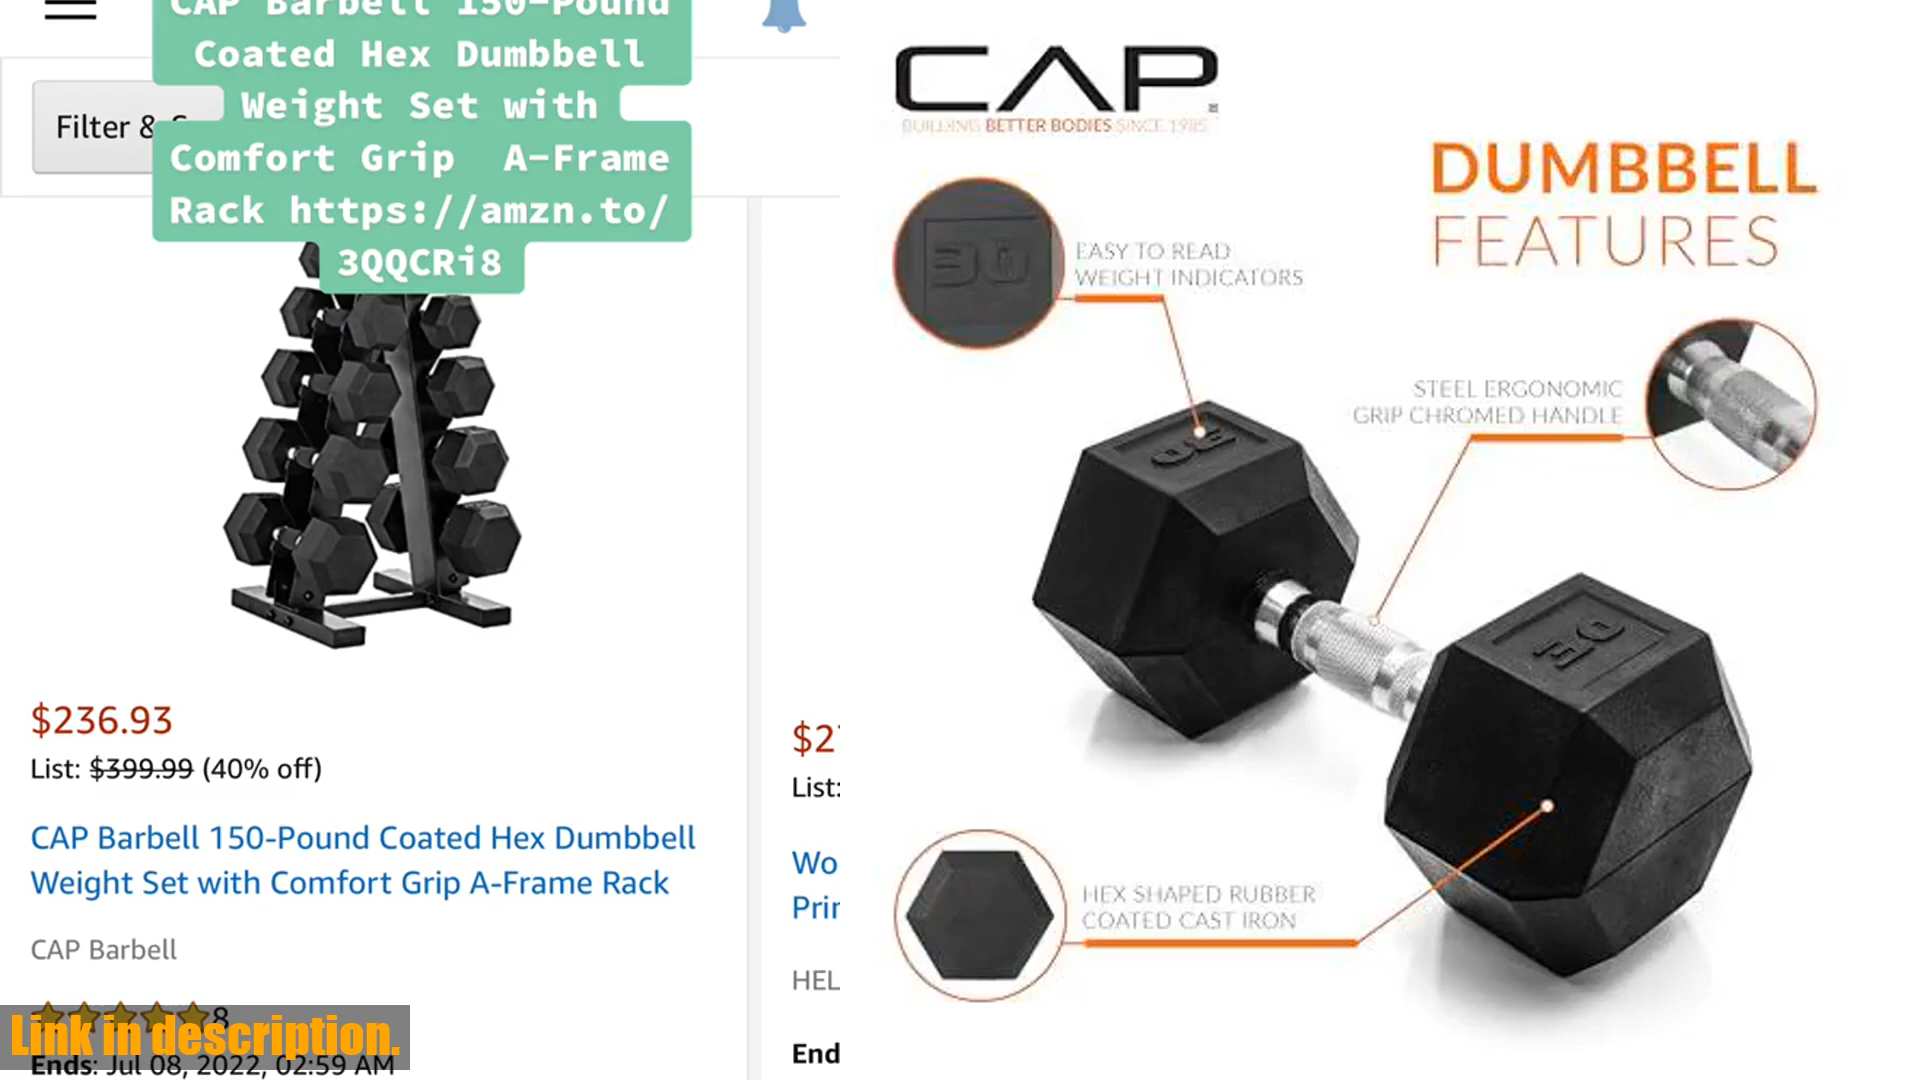 CAP Barbell 150-Pound
Coated Hex Dumbbell
Weight Set with
Comfort Grip A-Frame
Rack https://amzn.to/
3QQCRi8
Filter &
$236.93
List: $399.99 (40% off)
CAP Barbell 150-Pound Coated Hex Dumbbell
Weight Set with Comfort Grip A-Frame Rack
CAP Barbell
8
Link in description.
Ends: Jul 08, 2022, 02:59 AM
$2
List:
Wo
Prir
HEL
End
CAP
BUILDING BETTER BODIES SINCE 1985
DUMBBELL
FEATURES
30
EASY TO READ
WEIGHT INDICATORS
STEEL ERGONOMIC
GRIP CHROMED HANDLE
30
30
HEX SHAPED RUBBER
COATED CAST IRON